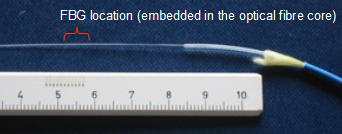 FBG location (embedded in the optical fibre core)
4 5 6 7 8 9 10